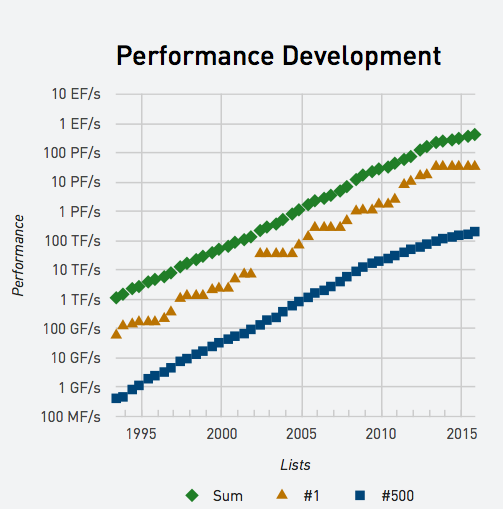 Performance Development
10 EF/s
1 EF/s
100 PF/s
10 PF/s
1 PF/s
100 TF/s
10 TF/s
1 TF/s
100 GF/s
10 GF/s
1 GF/s
100 MF/s
Performance
1995 2000 2005 2010 2015
Lists
Sum #1 #500